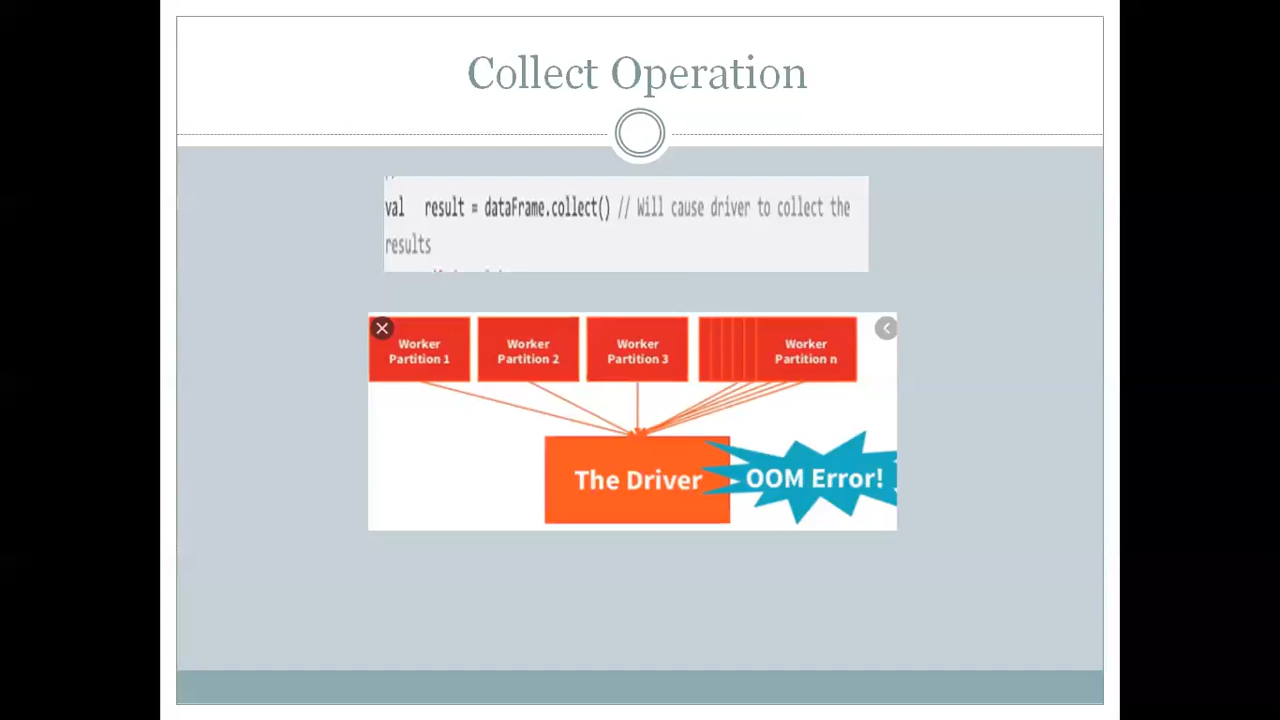 Collect Operation
val result = dataFrame.collect() // Will cause driver to collect the
results
Worker
Partition 1
Worker
Partition 2
Worker
Partition 3
Worker
Partition n
The Driver
OOM Error!